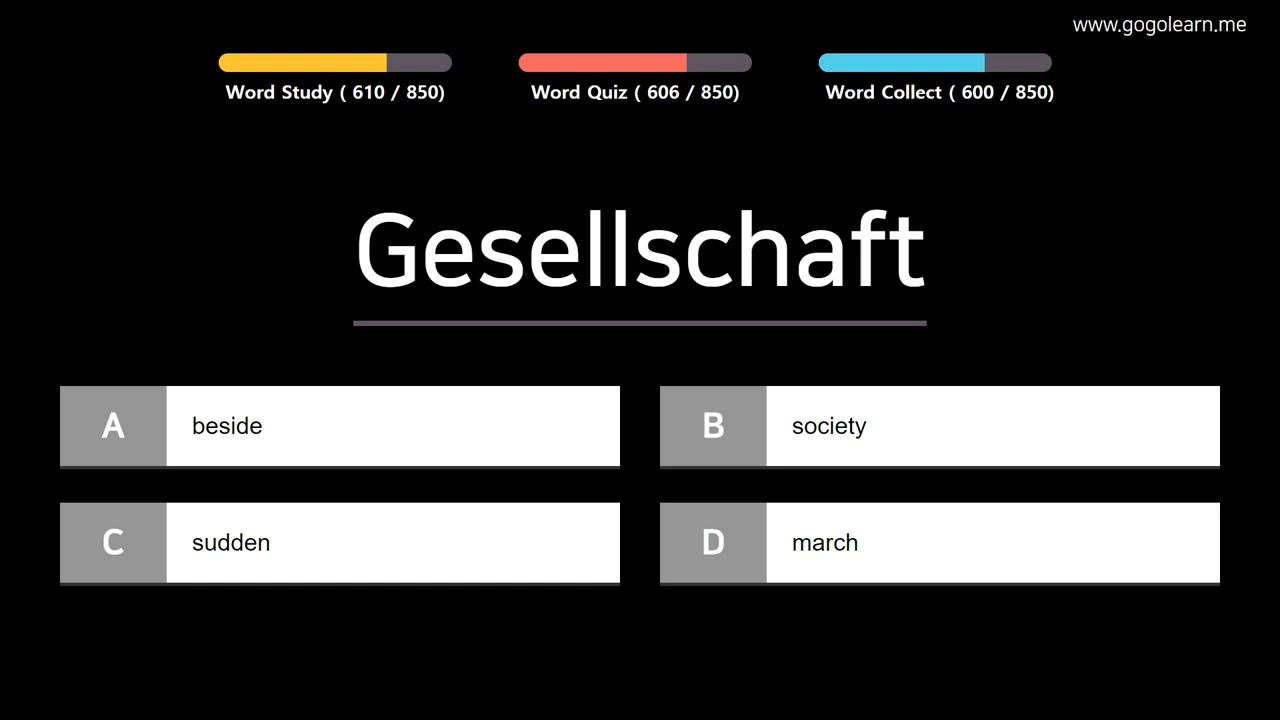 www.gogolearn.me
Word Study ( 610 / 850)
Word Quiz ( 606 / 850)
Word Collect ( 600 / 850)
Gesellschaft
A beside
B society
C sudden
D march